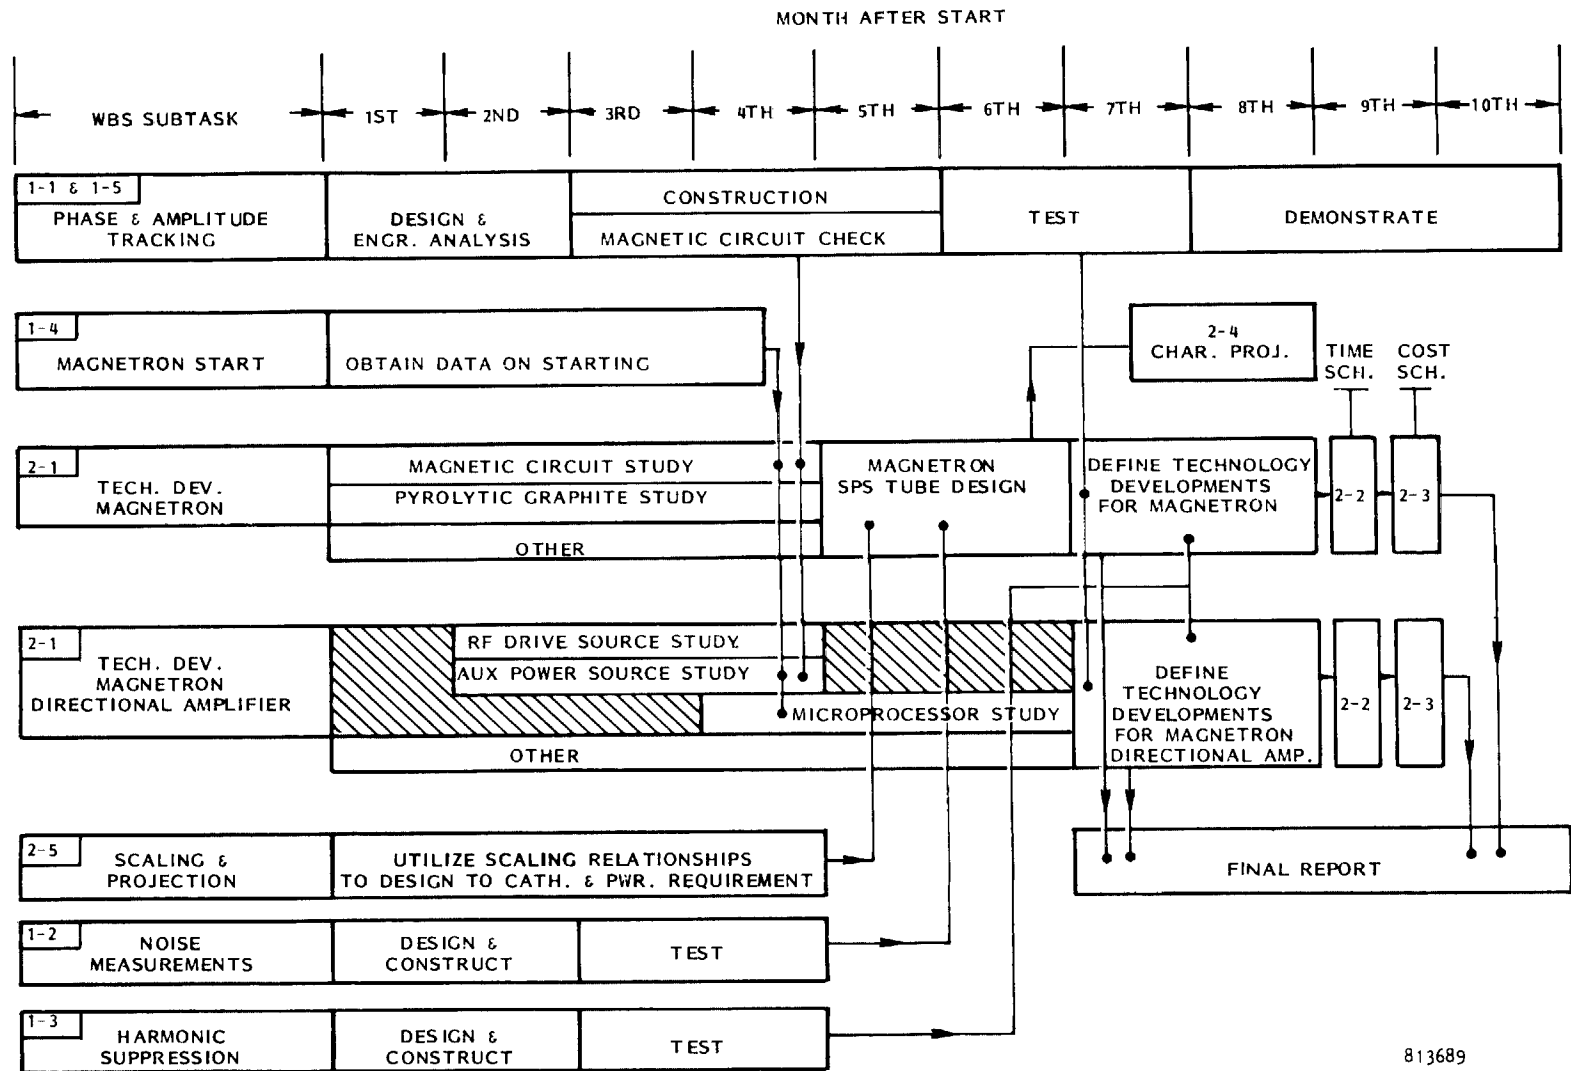 MONTH AFTER START
WBS SUBTASK 1ST 2ND 3RD 4TH 5TH 6TH 7TH 8TH 9TH 10TH
1-1 & 1-5
PHASE & AMPLITUDE
TRACKING
DESIGN &
ENGR. ANALYSIS
CONSTRUCTION
MAGNETIC CIRCUIT CHECK
TEST
DEMONSTRATE
1-4
MAGNETRON START
OBTAIN DATA ON STARTING
2-4
CHAR. PROJ.
TIME
SCH.
COST
SCH.
2-1
TECH. DEV.
MAGNETRON
MAGNETIC CIRCUIT STUDY
PYROLYTIC GRAPHITE STUDY
OTHER
MAGNETRON
SPS TUBE DESIGN
DEFINE TECHNOLOGY
DEVELOPMENTS
FOR MAGNETRON
2-2
2-3
2-1
TECH. DEV.
MAGNETRON
DIRECTIONAL AMPLIFIER
RF DRIVE SOURCE STUDY.
AUX POWER SOURCE STUDY
MICROPROCESSOR STUDY
OTHER
DEFINE
TECHNOLOGY
DEVELOPMENTS
FOR MAGNETRON
DIRECTIONAL AMP.
2-2
2-3
2-5
SCALING &
PROJECTION
UTILIZE SCALING RELATIONSHIPS
TO DESIGN TO CATH. & PWR. REQUIREMENT
FINAL REPORT
1-2
NOISE
MEASUREMENTS
DESIGN &
CONSTRUCT
TEST
1-3
HARMONIC
SUPPRESSION
DESIGN &
CONSTRUCT
TEST
813689